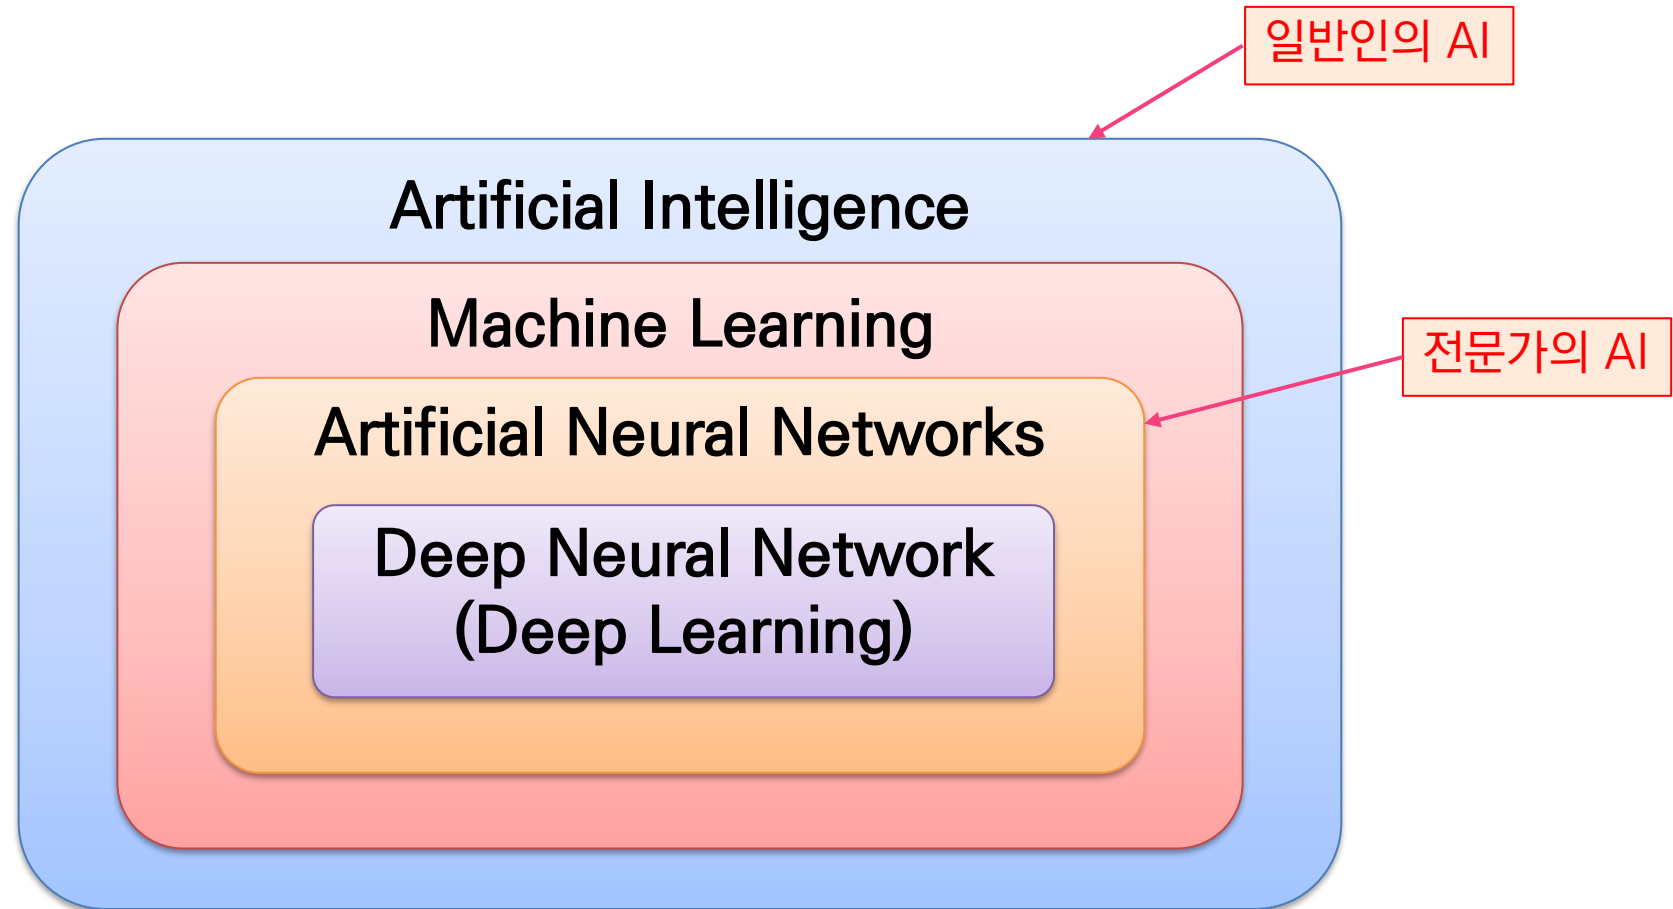 일반인의 AI
Artificial Intelligence
Machine Learning
전문가의 AI
Artificial Neural Networks
Deep Neural Network
(Deep Learning)